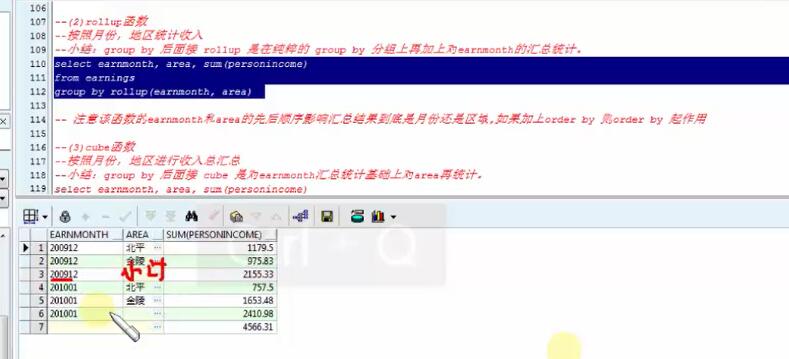 106
107 --(2)rollup函数
108 --按照月份，地区统计收入
109 --小结：group by 后面接 rollup 是在纯粹的 group by 分组上再加上对earnmonth的汇总统计。
110 select earnmonth, area, sum(personincome)
111 from earnings
112 group by rollup(earnmonth, area)
113
114 -- 注意该函数的earnmonth和area的先后顺序影响汇总结果到底是月份还是区域,如果加上order by 则order by 起作用
115
116 --(3)cube函数
117 --按照月份，地区进行收入总汇总
118 --小结：group by 后面接 cube 是对earnmonth汇总统计基础上对area再统计。
119 select earnmonth, area, sum(personincome)
EARNMONTH AREA SUM(PERSONINCOME)
1 200912 北平 ··· 1179.5
2 200912 金陵 ··· 975.83
3 200912 小计 ··· 2155.33
4 201001 北平 ··· 757.5
5 201001 金陵 ··· 1653.48
6 201001 ··· 2410.98
7 ··· 4566.31
Ctrl + Q